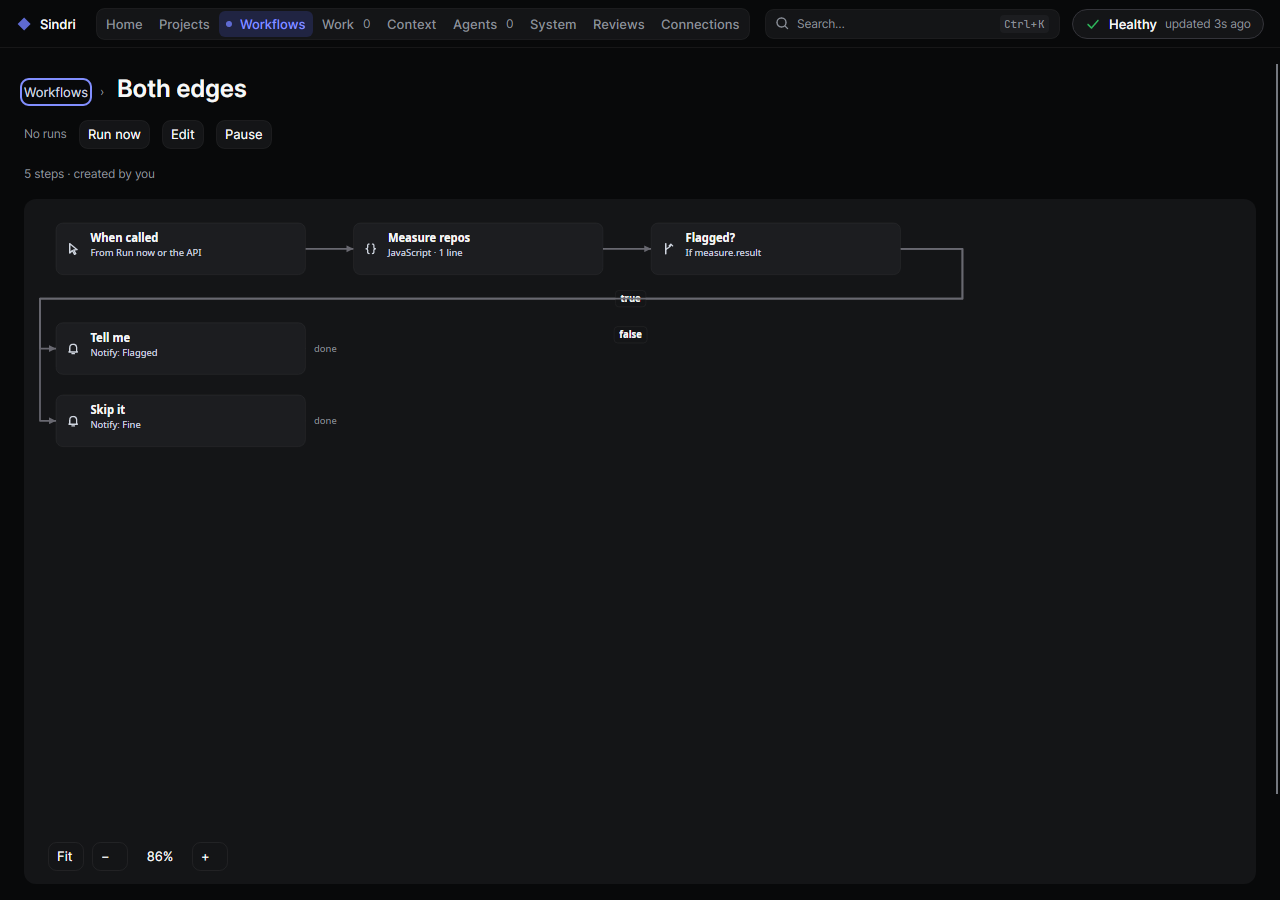 Sindri Home Projects Workflows Work 0 Context Agents 0 System Reviews Connections Search... Ctrl+K Healthy updated 3s ago
Workflows › Both edges
No runs Run now Edit Pause
5 steps · created by you
When called
From Run now or the API
{} Measure repos
JavaScript · 1 line
Flagged?
If measure.result
true
false
Tell me
Notify: Flagged
done
Skip it
Notify: Fine
done
Fit − 86% +